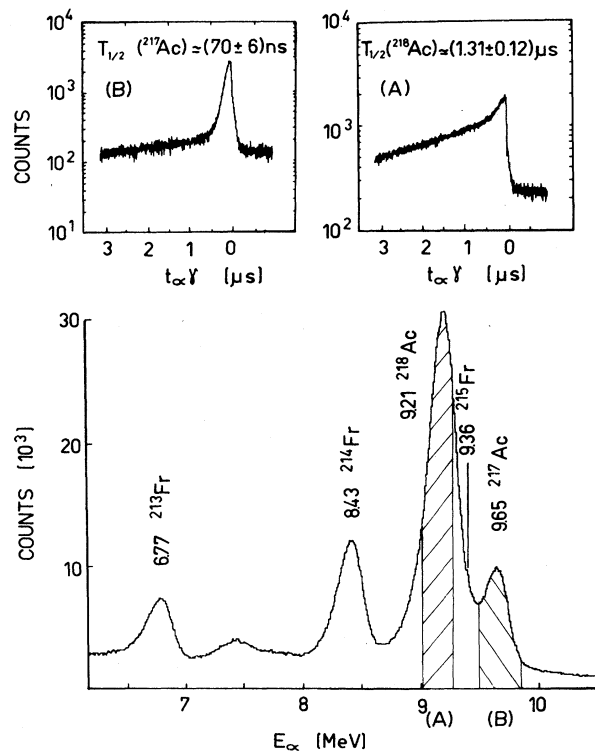 10⁴
T₁/₂ (²¹⁷Ac) ≃ (70 ± 6) ns
(B)
10³
10²
10¹
COUNTS
3 2 1 0
t∝γ [µs]
10⁴
T₁/₂(²¹⁸Ac) ≃ (1.31±0.12) µs
(A)
10³
10²
3 2 1 0
t∝γ [µs]
COUNTS [10³]
30
20
10
6.77 ²¹³Fr
8.43 ²¹⁴Fr
9.21 ²¹⁸Ac
9.36 ²¹⁵Fr
9.65 ²¹⁷Ac
7 8 9 10
(A) (B)
E∝ [MeV]